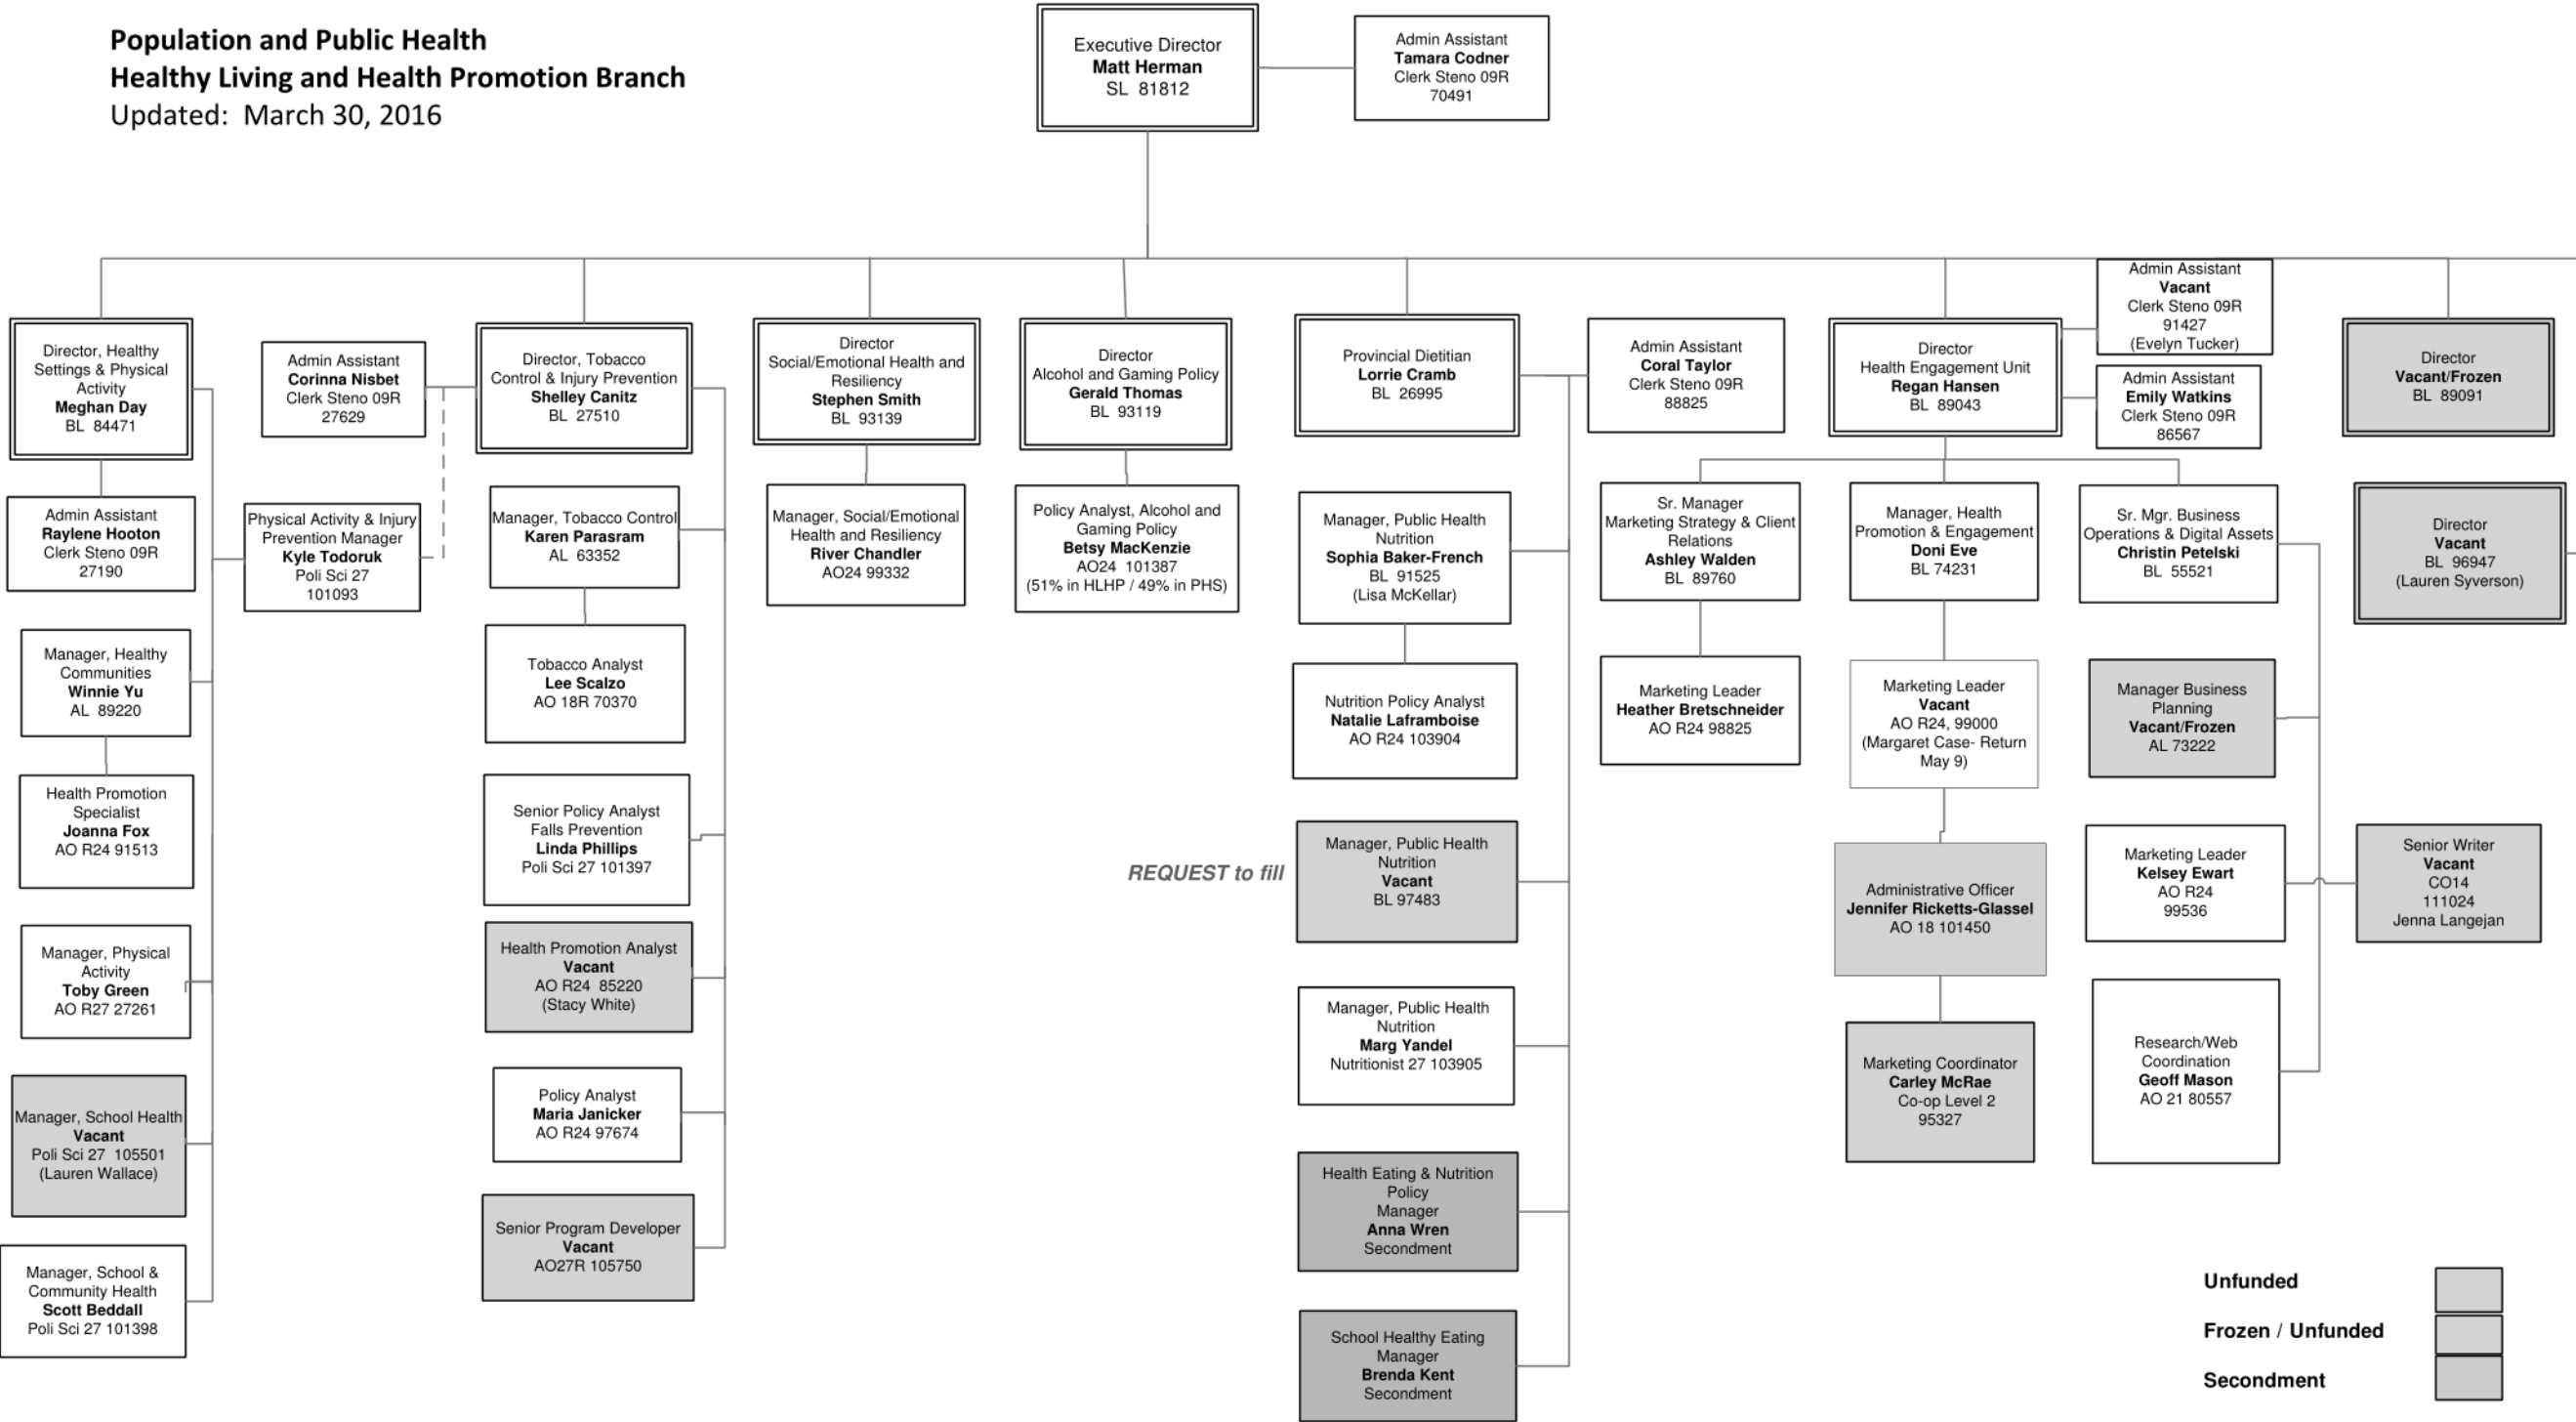 Population and Public Health
Healthy Living and Health Promotion Branch
Updated: March 30, 2016
Executive Director
Matt Herman
SL 81812
Admin Assistant
Tamara Codner
Clerk Steno 09R
70491
Director, Healthy
Settings & Physical
Activity
Meghan Day
BL 84471
Admin Assistant
Raylene Hooton
Clerk Steno 09R
27190
Manager, Healthy
Communities
Winnie Yu
AL 89220
Health Promotion
Specialist
Joanna Fox
AO R24 91513
Manager, Physical
Activity
Toby Green
AO R27 27261
Manager, School Health
Vacant
Poli Sci 27 105501
(Lauren Wallace)
Manager, School &
Community Health
Scott Beddall
Poli Sci 27 101398
Admin Assistant
Corinna Nisbet
Clerk Steno 09R
27629
Physical Activity & Injury
Prevention Manager
Kyle Todoruk
Poli Sci 27
101093
Director, Tobacco
Control & Injury Prevention
Shelley Canitz
BL 27510
Manager, Tobacco Control
Karen Parasram
AL 63352
Tobacco Analyst
Lee Scalzo
AO 18R 70370
Senior Policy Analyst
Falls Prevention
Linda Phillips
Poli Sci 27 101397
Health Promotion Analyst
Vacant
AO R24 85220
(Stacy White)
Policy Analyst
Maria Janicker
AO R24 97674
Senior Program Developer
Vacant
AO27R 105750
Director
Social/Emotional Health and
Resiliency
Stephen Smith
BL 93139
Manager, Social/Emotional
Health and Resiliency
River Chandler
AO24 99332
Director
Alcohol and Gaming Policy
Gerald Thomas
BL 93119
Policy Analyst, Alcohol and
Gaming Policy
Betsy MacKenzie
AO24 101387
(51% in HLHP / 49% in PHS)
Provincial Dietitian
Lorrie Cramb
BL 26995
Admin Assistant
Coral Taylor
Clerk Steno 09R
88825
Manager, Public Health
Nutrition
Sophia Baker-French
BL 91525
(Lisa McKellar)
Nutrition Policy Analyst
Natalie Laframboise
AO R24 103904
REQUEST to fill
Manager, Public Health
Nutrition
Vacant
BL 97483
Manager, Public Health
Nutrition
Marg Yandel
Nutritionist 27 103905
Health Eating & Nutrition
Policy
Manager
Anna Wren
Secondment
School Healthy Eating
Manager
Brenda Kent
Secondment
Director
Health Engagement Unit
Regan Hansen
BL 89043
Admin Assistant
Vacant
Clerk Steno 09R
91427
(Evelyn Tucker)
Admin Assistant
Emily Watkins
Clerk Steno 09R
86567
Sr. Manager
Marketing Strategy & Client
Relations
Ashley Walden
BL 89760
Marketing Leader
Heather Bretschneider
AO R24 98825
Manager, Health
Promotion & Engagement
Doni Eve
BL 74231
Marketing Leader
Vacant
AO R24, 99000
(Margaret Case- Return
May 9)
Administrative Officer
Jennifer Ricketts-Glassel
AO 18 101450
Marketing Coordinator
Carley McRae
Co-op Level 2
95327
Sr. Mgr. Business
Operations & Digital Assets
Christin Petelski
BL 55521
Manager Business
Planning
Vacant/Frozen
AL 73222
Marketing Leader
Kelsey Ewart
AO R24
99536
Research/Web
Coordination
Geoff Mason
AO 21 80557
Director
Vacant/Frozen
BL 89091
Director
Vacant
BL 96947
(Lauren Syverson)
Senior Writer
Vacant
CO14
111024
Jenna Langejan
Unfunded
Frozen / Unfunded
Secondment